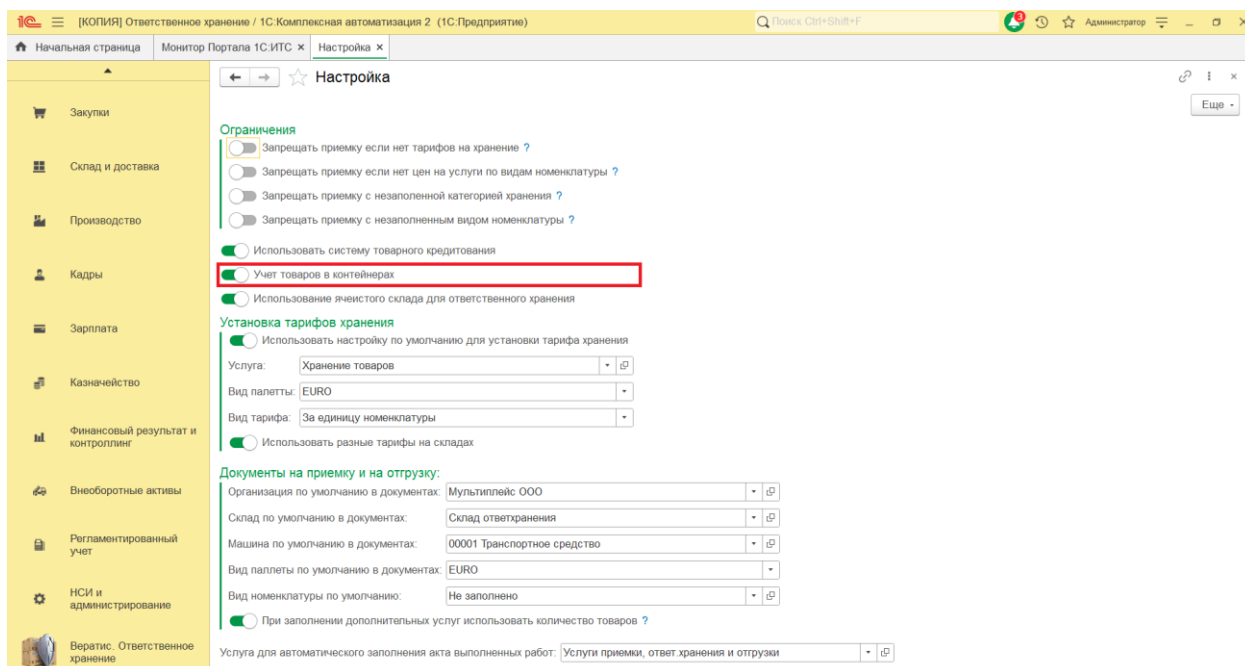 [КОПИЯ] Ответственное хранение / 1С:Комплексная автоматизация 2 (1С:Предприятие)
Поиск Ctrl+Shift+F
3
Администратор
Начальная страница
Монитор Портала 1С:ИТС ×
Настройка ×
Настройка
Еще
Закупки
Склад и доставка
Производство
Кадры
Зарплата
Казначейство
Финансовый результат и
контроллинг
Внеоборотные активы
Регламентированный
учет
НСИ и
администрирование
Вератис. Ответственное
хранение
Ограничения
Запрещать приемку если нет тарифов на хранение ?
Запрещать приемку если нет цен на услуги по видам номенклатуры ?
Запрещать приемку с незаполенной категорией хранения ?
Запрещать приемку с незаполненным видом номенклатуры ?
Использовать систему товарного кредитования
Учет товаров в контейнерах
Использование ячеистого склада для ответственного хранения
Установка тарифов хранения
Использовать настройку по умолчанию для установки тарифа хранения
Услуга: Хранение товаров
Вид палетты: EURO
Вид тарифа: За единицу номенклатуры
Использовать разные тарифы на складах
Документы на приемку и на отгрузку:
Организация по умолчанию в документах: Мультиплейс ООО
Склад по умолчанию в документах: Склад ответхранения
Машина по умолчанию в документах: 00001 Транспортное средство
Вид паллеты по умолчанию в документах: EURO
Вид номенклатуры по умолчанию: Не заполнено
При заполнении дополнительных услуг использовать количество товаров ?
Услуга для автоматического заполнения акта выполненных работ: Услуги приемки, ответ.хранения и отгрузки